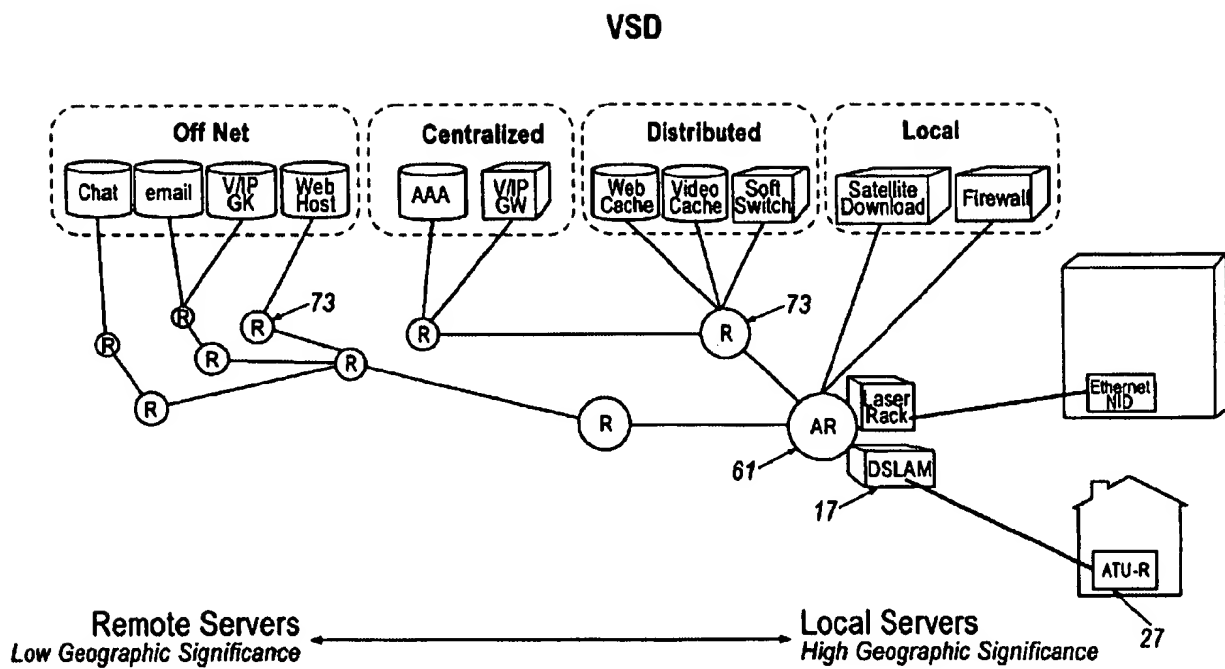 VSD
Off Net
Centralized
Distributed
Local
Chat
email
V/IP
GK
Web
Host
AAA
V/IP
GW
Web
Cache
Video
Cache
Soft
Switch
Satellite
Download
Firewall
73
73
R
R
R
R
R
R
R
R
R
AR
Laser
Rack
Ethernet
NID
61
DSLAM
17
ATU-R
27
Remote Servers
Low Geographic Significance
Local Servers
High Geographic Significance